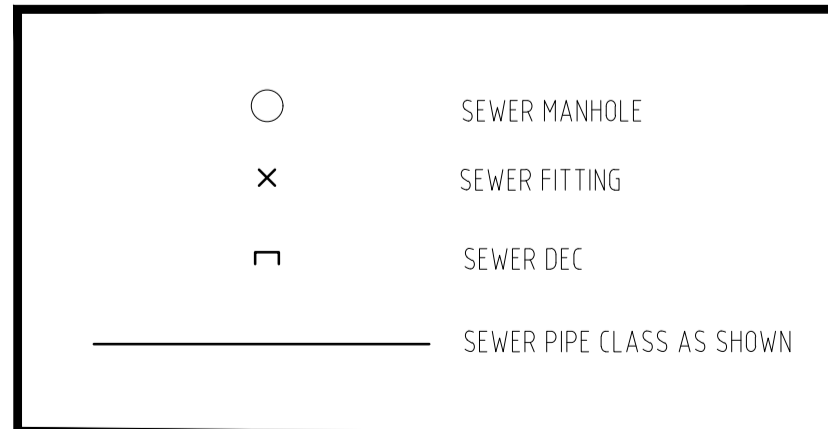 SEWER MANHOLE
SEWER FITTING
SEWER DEC
SEWER PIPE CLASS AS SHOWN